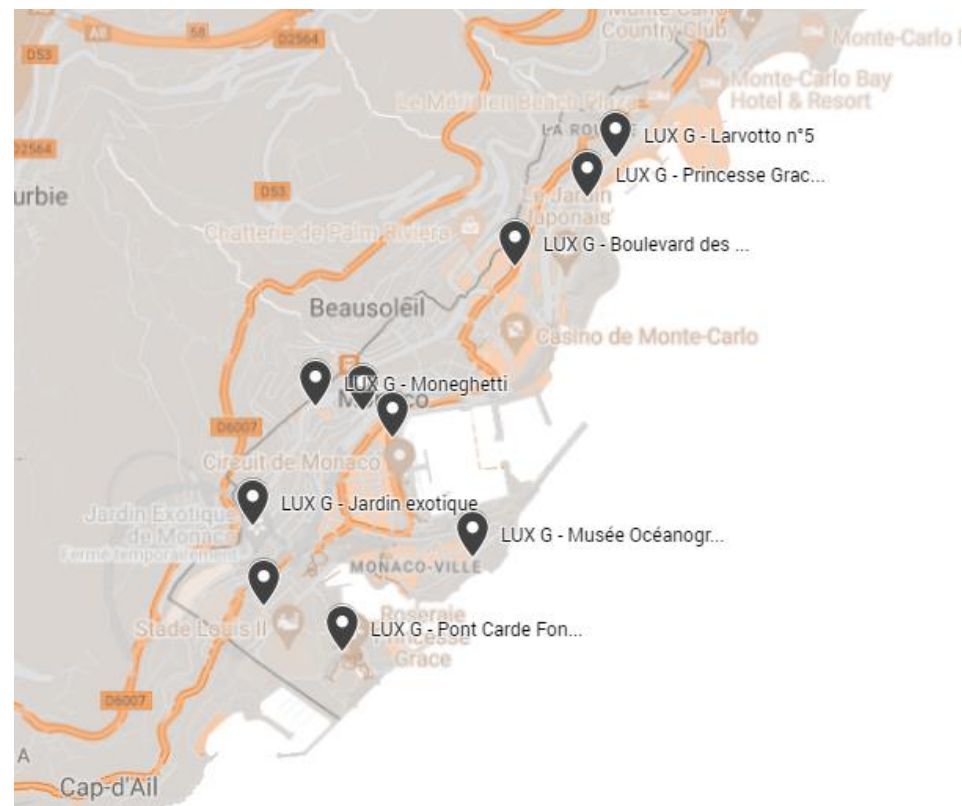 Monte-Carlo
Country Club
Monte-Carlo
A8
58
D2564
D53
Monte-Carlo Bay
Hotel & Resort
Le Méridien Beach Plaza
LA ROU
LUX G - Larvotto n°5
2564
D53
LUX G - Princesse Grac...
urbie
Le Jardin
Japonais
Chatterie de Palm Riviera
LUX G - Boulevard des ...
Beausoleil
Casino de Monte-Carlo
LUX G - Moneghetti
D6007
Circuit de Monaco
LUX G - Jardin exotique
Jardin Exotique
de Monaco
Fermé temporairement
LUX G - Musée Océanogr...
MONACO-VILLE
Stade Louis II
Roseraie
Princesse
Grace
LUX G - Pont Carde Fon...
D6007
A
Cap-d'Ail